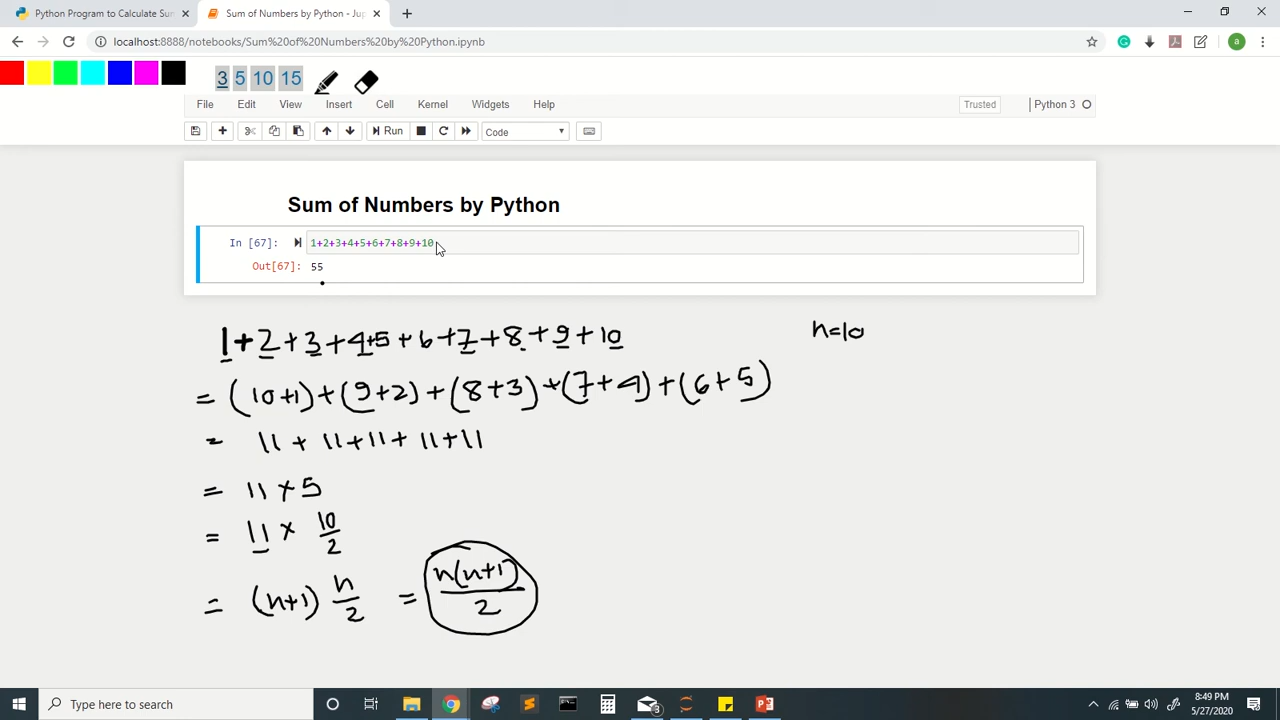 Python Program to Calculate Sum
Sum of Numbers by Python - Jup
localhost:8888/notebooks/Sum%20of%20Numbers%20by%20Python.ipynb
a
3 5 10 15
File Edit View Insert Cell Kernel Widgets Help
Trusted
Python 3
Run
Code
Sum of Numbers by Python
In [67]: 1+2+3+4+5+6+7+8+9+10
Out[67]: 55
1+2+3+4+5+6+7+8+9+10
n=10
= (10+1)+(9+2)+(8+3)+(7+4)+(6+5)
= 11+11+11+11+11
= 11×5
= 11 × 10/2
= (n+1) n/2 = n(n+1)/2
Type here to search
3
8:49 PM
5/27/2020